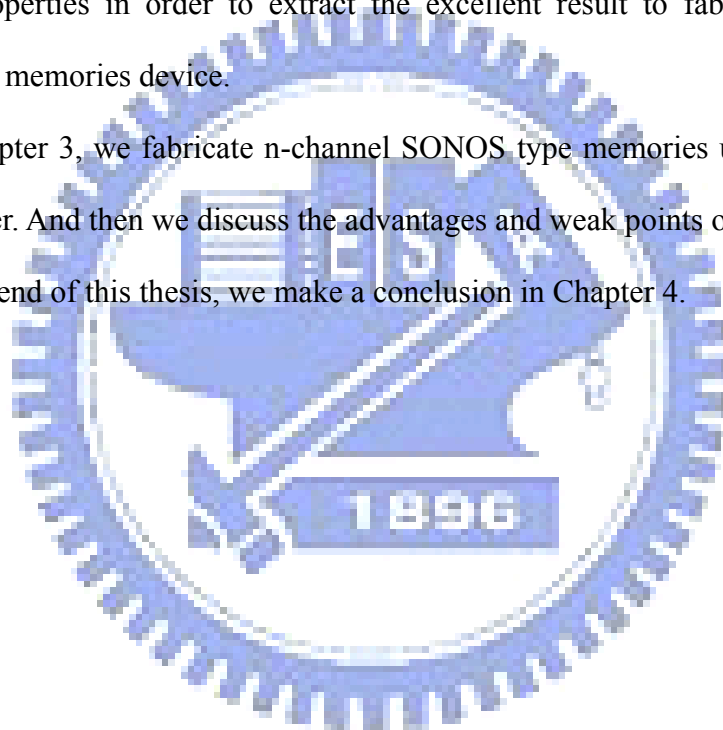 operties in order to extract the excellent result to fab
memories device.
pter 3, we fabricate n-channel SONOS type memories u
er. And then we discuss the advantages and weak points o
end of this thesis, we make a conclusion in Chapter 4.
E S
1896